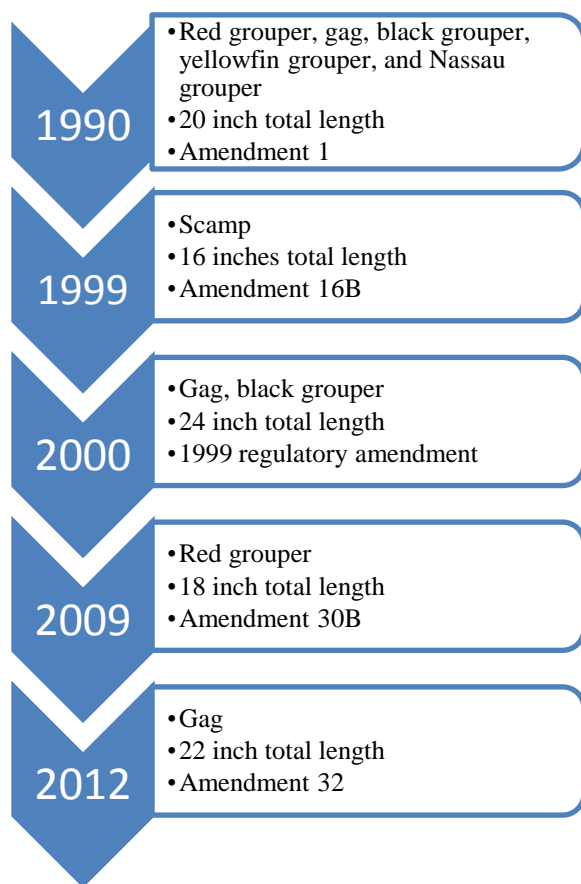 1990
•Red grouper, gag, black grouper,
yellowfin grouper, and Nassau
grouper
•20 inch total length
•Amendment 1
1999
•Scamp
•16 inches total length
•Amendment 16B
2000
•Gag, black grouper
•24 inch total length
•1999 regulatory amendment
2009
•Red grouper
•18 inch total length
•Amendment 30B
2012
•Gag
•22 inch total length
•Amendment 32